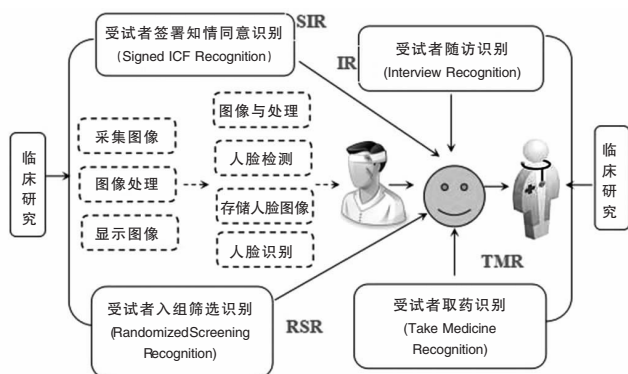 受试者签署知情同意识别
(Signed ICF Recognition)
SIR
IR
受试者随访识别
(Interview Recognition)
临床研究
采集图像
图像处理
显示图像
图像与处理
人脸检测
存储人脸图像
人脸识别
临床研究
受试者入组筛选识别
(RandomizedScreening
Recognition)
RSR
TMR
受试者取药识别
(Take Medicine
Recognition)